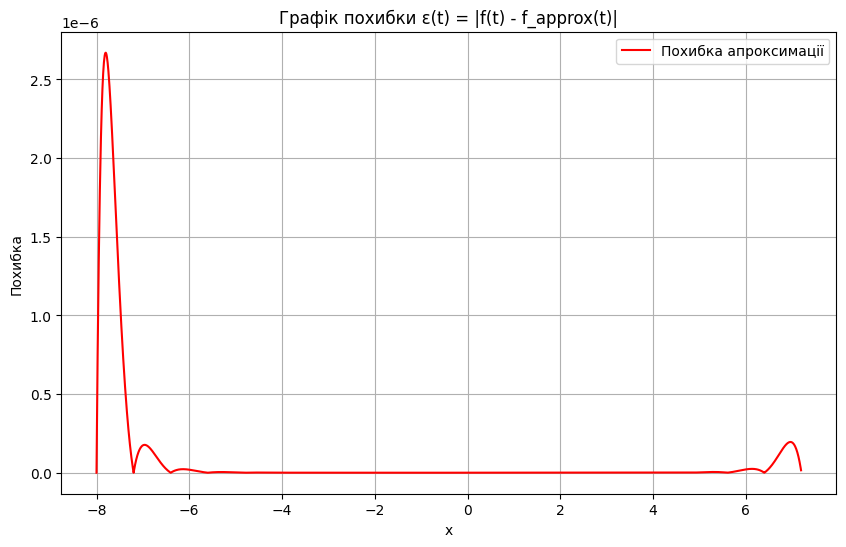 Графік похибки ε(t) = |f(t) - f_approx(t)|
1e−6
Похибка апроксимації
2.5
2.0
1.5
1.0
0.5
0.0
Похибка
−8 −6 −4 −2 0 2 4 6
x